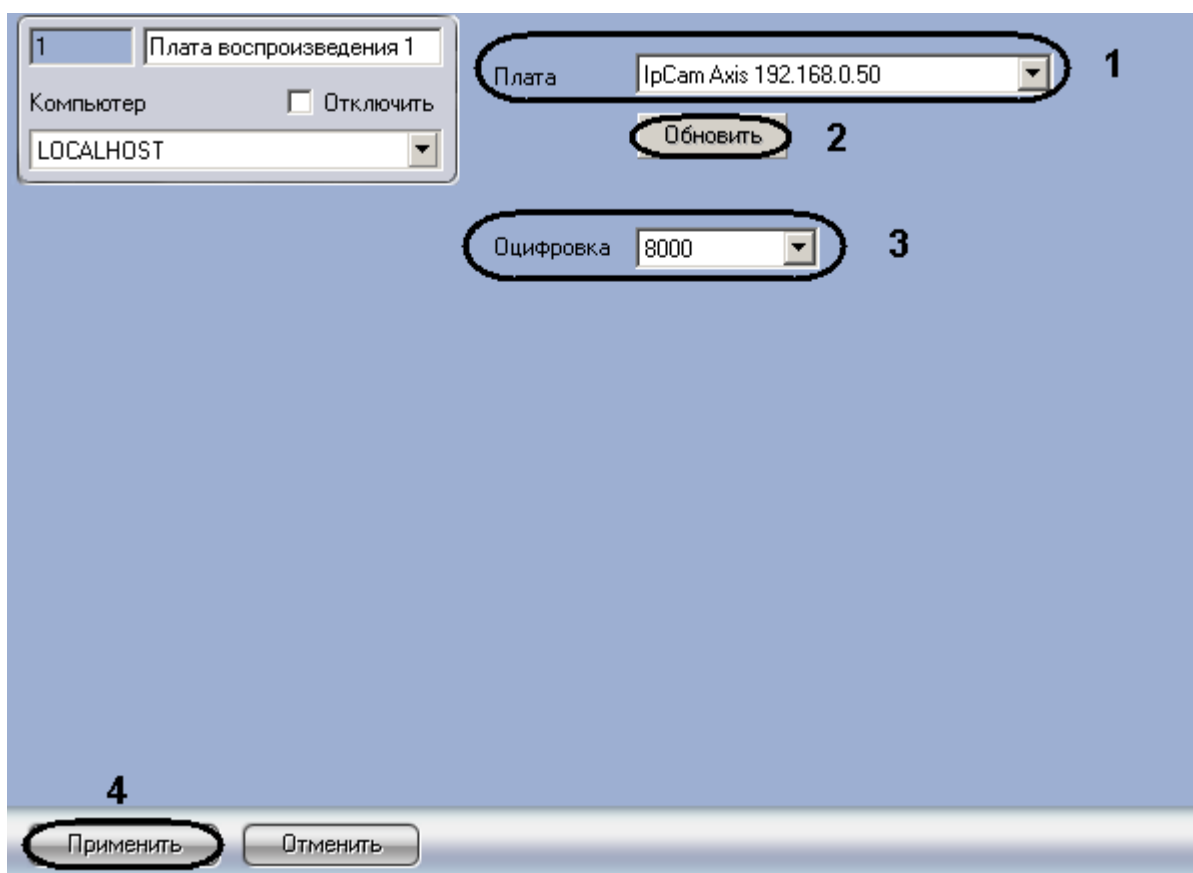 1 Плата воспроизведения 1
Компьютер Отключить
LOCALHOST
Плата IpCam Axis 192.168.0.50 1
Обновить 2
Оцифровка 8000 3
4
Применить Отменить